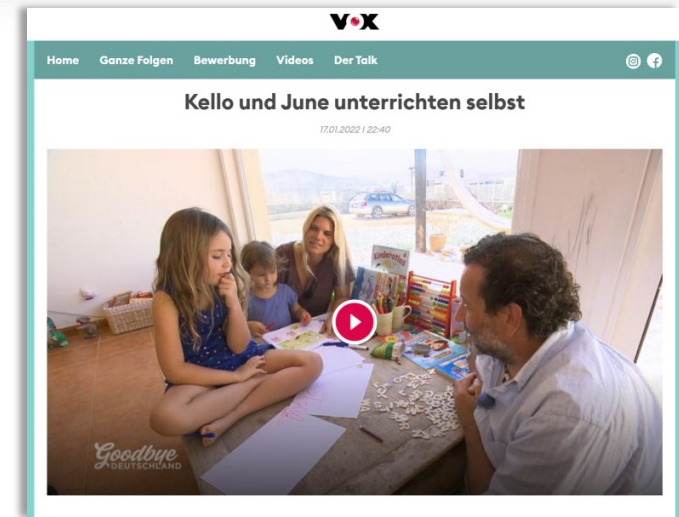 VOX
Home Ganze Folgen Bewerbung Videos Der Talk
Kello und June unterrichten selbst
17.01.2022 | 22:40
Kinderatlas
Goodbye
DEUTSCHLAND